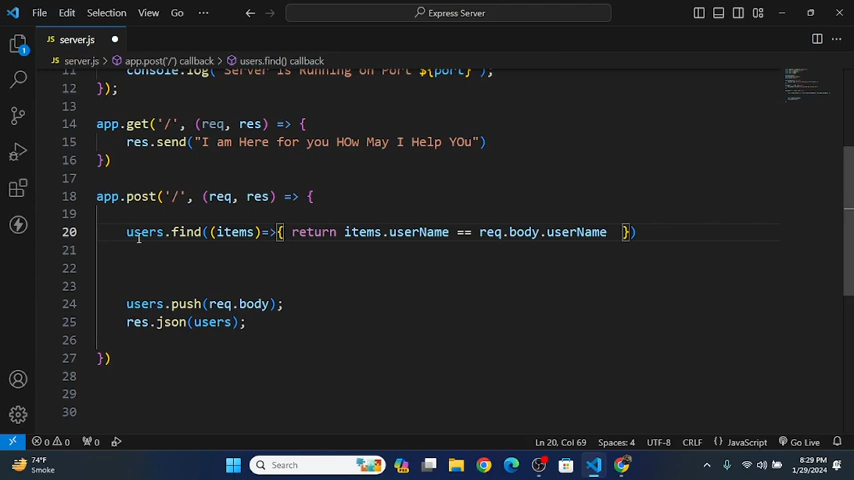 File Edit Selection View Go ··· Express Server
JS server.js
JS server.js > app.post('/') callback > users.find() callback
11 console.log(`Server is Running on Port ${port}`);
12 });
13
14 app.get('/', (req, res) => {
15 res.send("I am Here for you HOw May I Help YOu")
16 })
17
18 app.post('/', (req, res) => {
19
20 users.find((items)=>{ return items.userName == req.body.userName })
21
22
23
24 users.push(req.body);
25 res.json(users);
26
27 })
28
29
30
1
0 0 0 Ln 20, Col 69 Spaces: 4 UTF-8 CRLF JavaScript Go Live
74°F Search 8:29 PM
Smoke 1/29/2024